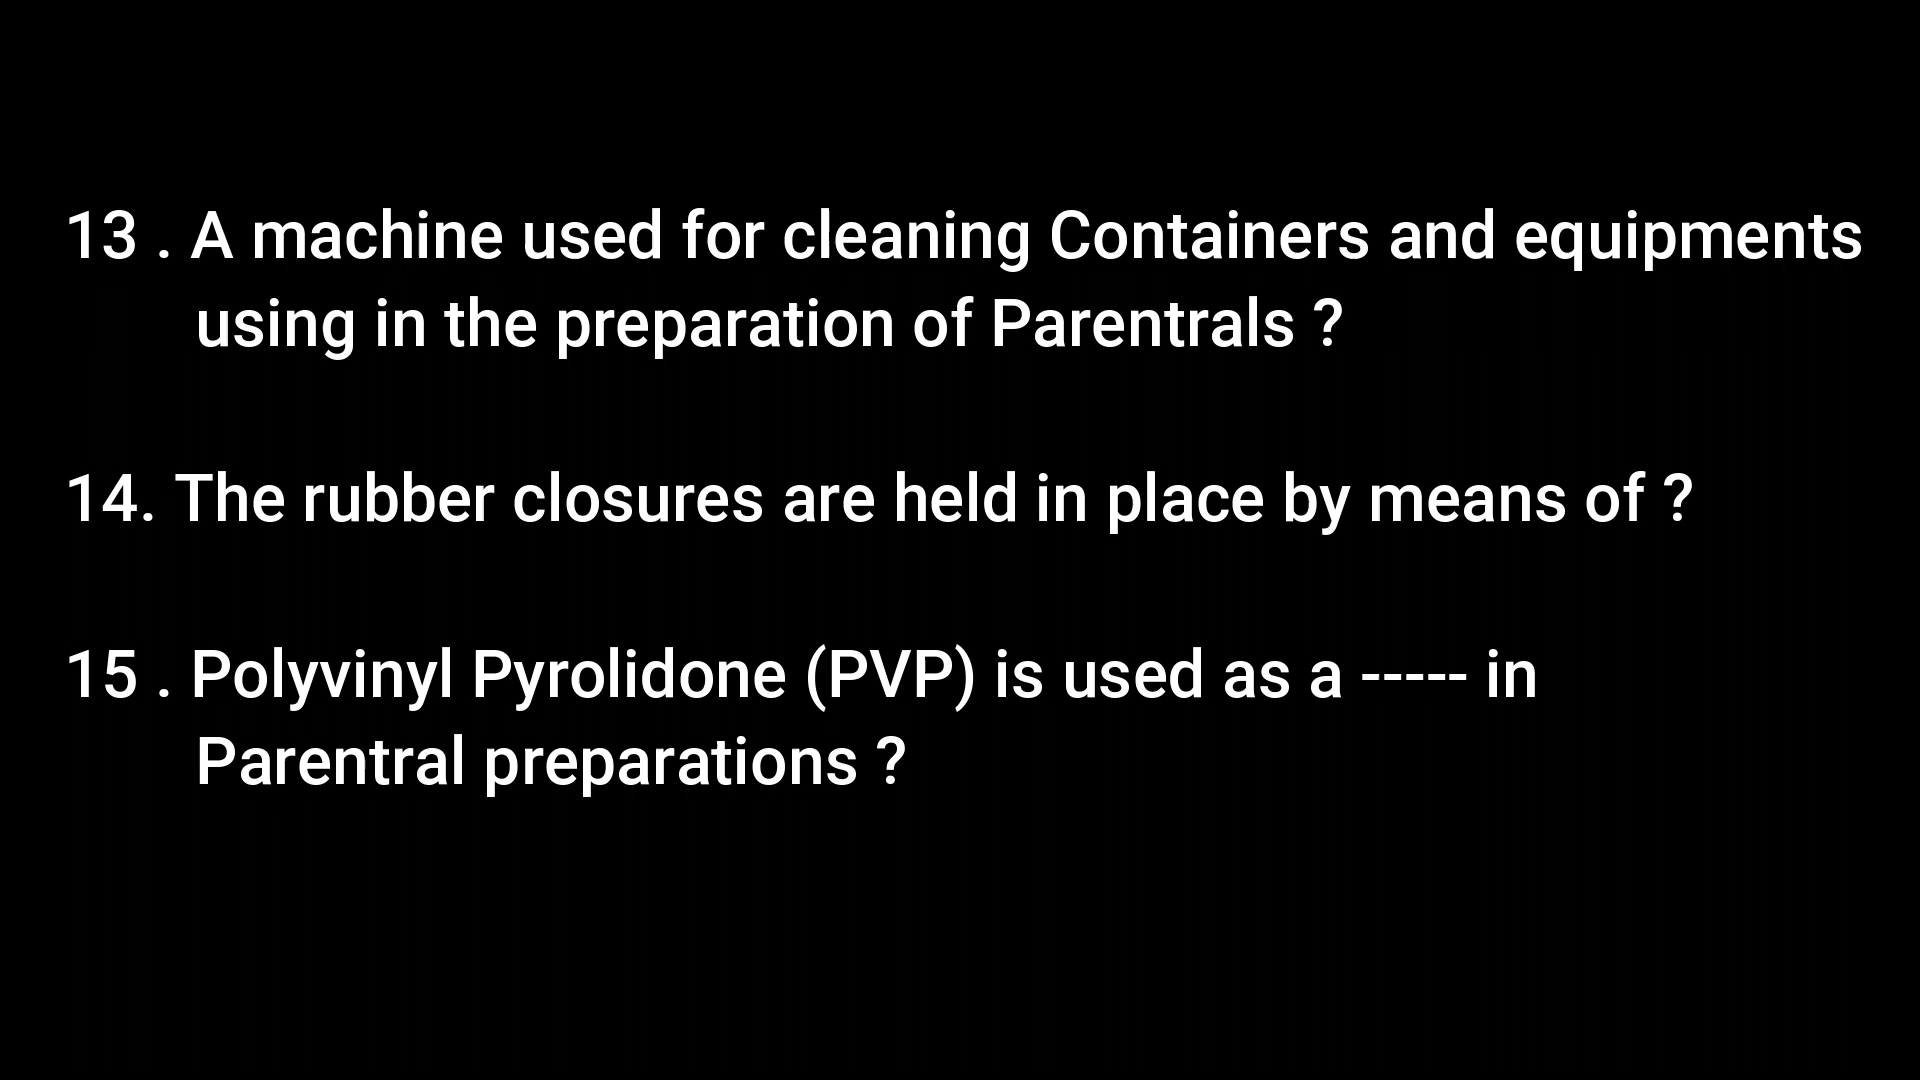 13 . A machine used for cleaning Containers and equipments
using in the preparation of Parentrals ?
14. The rubber closures are held in place by means of ?
15 . Polyvinyl Pyrolidone (PVP) is used as a ----- in
Parentral preparations ?